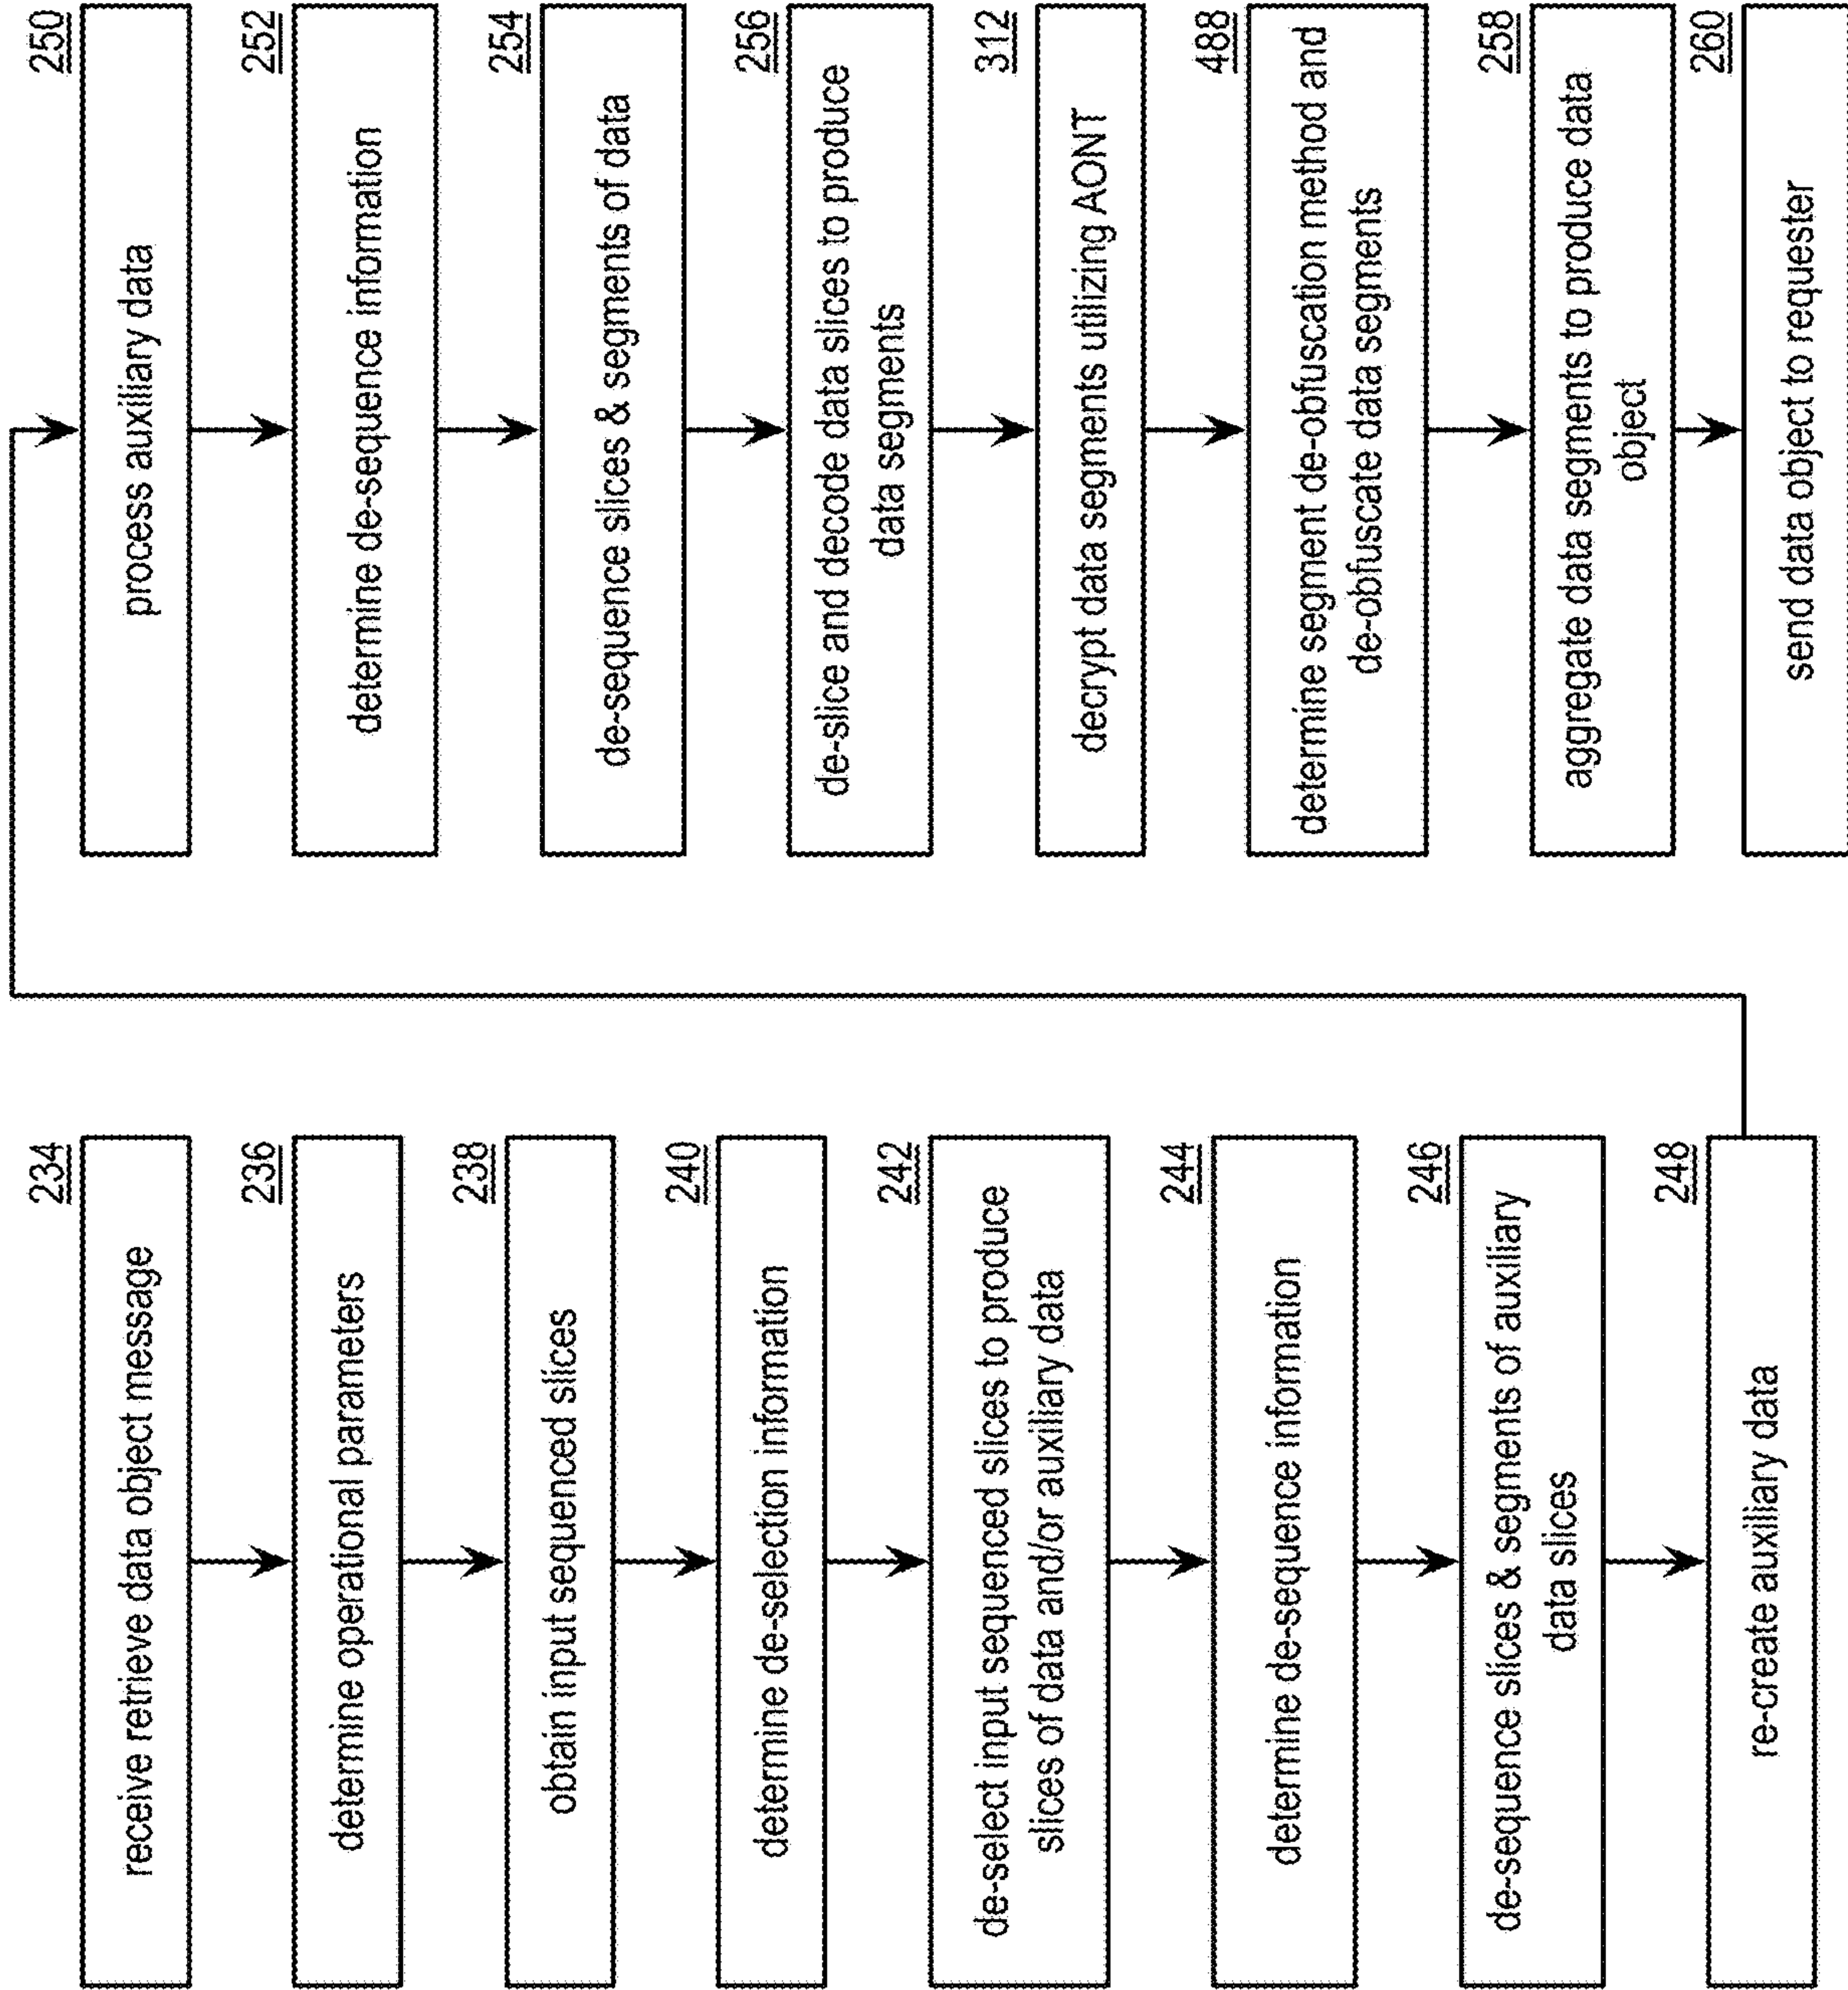 234
receive retrieve data object message
236
determine operational parameters
238
obtain input sequenced slices
240
determine de-selection information
242
de-select input sequenced slices to produce
slices of data and/or auxiliary data
244
determine de-sequence information
246
de-sequence slices & segments of auxiliary
data slices
248
re-create auxiliary data
250
process auxiliary data
252
determine de-sequence information
254
de-sequence slices & segments of data
256
de-slice and decode data slices to produce
data segments
312
decrypt data segments utilizing AONT
488
determine segment de-obfuscation method and
de-obfuscate data segments
258
aggregate data segments to produce data
object
260
send data object to requester